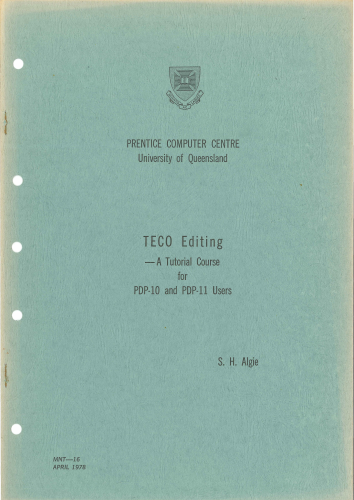 PRENTICE COMPUTER CENTRE
University of Queensland
TECO Editing
— A Tutorial Course
for
PDP-10 and PDP-11 Users
S. H. Algie
MNT—16
APRIL 1978